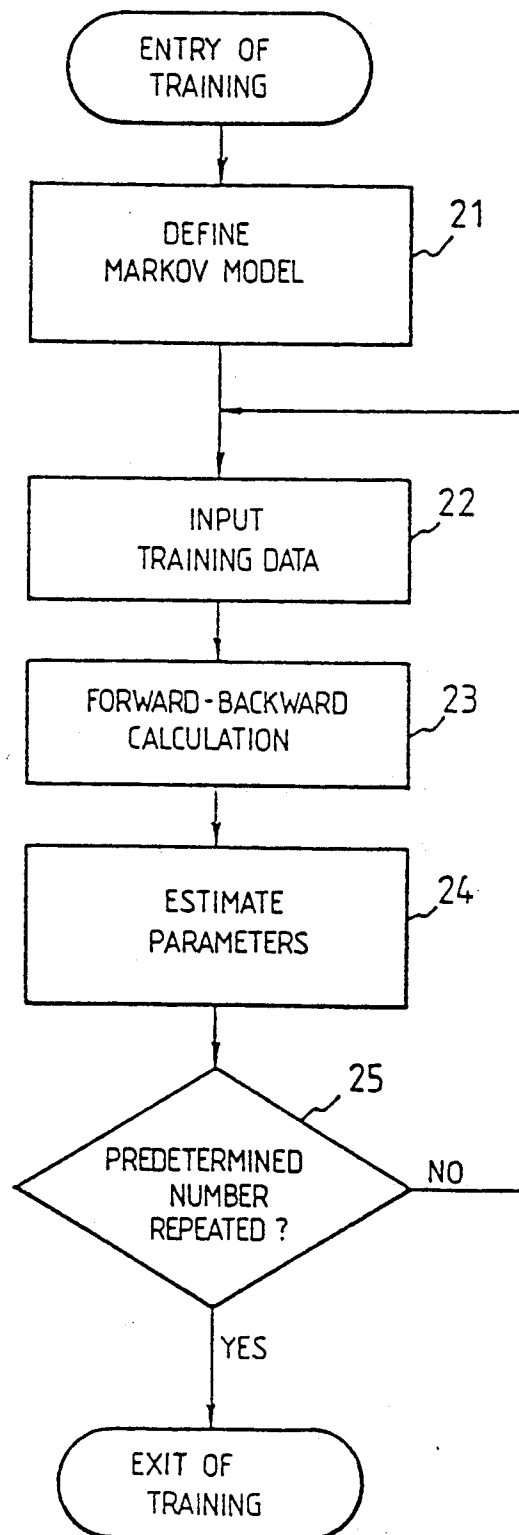 ENTRY OF
TRAINING
DEFINE
MARKOV MODEL
21
INPUT
TRAINING DATA
22
FORWARD-BACKWARD
CALCULATION
23
ESTIMATE
PARAMETERS
24
25
PREDETERMINED
NUMBER
REPEATED ?
NO
YES
EXIT OF
TRAINING